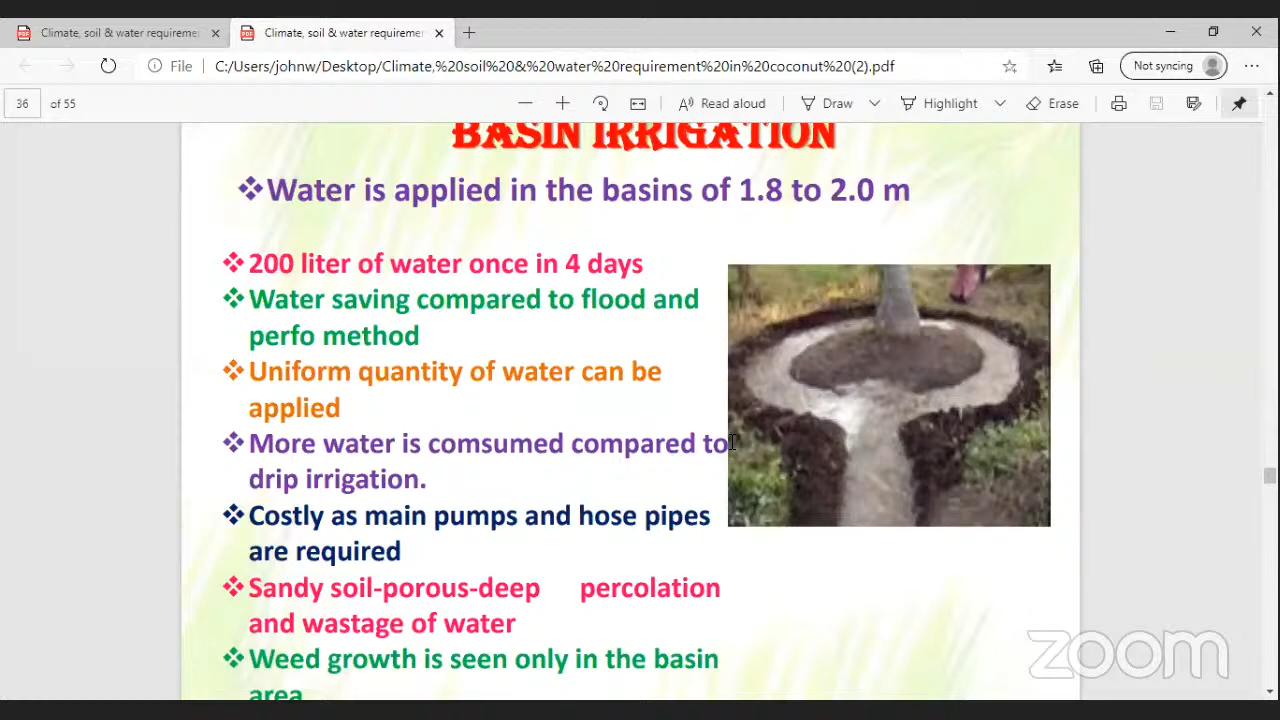 Climate, soil & water requireme
Climate, soil & water requiremer
File
C:/Users/johnw/Desktop/Climate,%20soil%20&%20water%20requirement%20in%20coconut%20(2).pdf
Not syncing
36 of 55
Read aloud
Draw
Highlight
Erase
BASIN IRRIGATION
❖Water is applied in the basins of 1.8 to 2.0 m
❖200 liter of water once in 4 days
❖Water saving compared to flood and
perfo method
❖Uniform quantity of water can be
applied
❖More water is comsumed compared to
drip irrigation.
❖Costly as main pumps and hose pipes
are required
❖Sandy soil-porous-deep percolation
and wastage of water
❖Weed growth is seen only in the basin
area
zoom